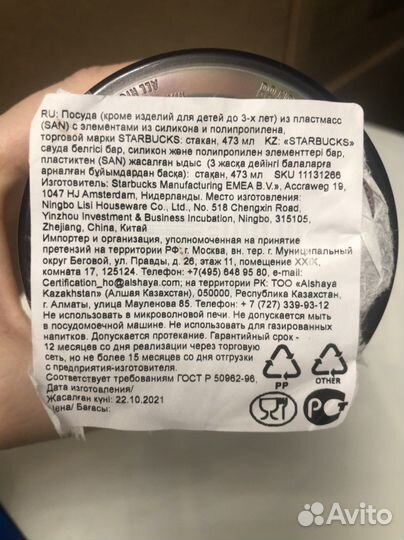 RU: Посуда (кроме изделий для детей до 3-х лет) из пластмасс
(SAN) с элементами из силикона и полипропилена,
торговой марки STARBUCKS: стакан, 473 мл KZ: «STARBUCKS»
сауда белгісі бар, силикон және полипропилен элементтері бар,
пластиктен (SAN) жасалған ыдыс (3 жасқа дейінгі балаларға
арналған бұйымдардан басқа): стақан, 473 мл SKU 11131266
Изготовитель: Starbucks Manufacturing EMEA B.V., Accraweg 19,
1047 HJ Amsterdam, Нидерланды. Место изготовления:
Ningbo Lisi Houseware Co., Ltd., No. 518 Chengxin Road,
Yinzhou Investment & Business Incubation, Ningbo, 315105,
Zhejiang, China, Китай
Импортер и организация, уполномоченная на принятие
претензий на территории РФ: г. Москва, вн. тер. г. Муниципальный
округ Беговой, ул. Правды, д. 26, этаж 11, помещение XXIX,
комната 17, 125124. Телефон: +7(495) 646 95 80, e-mail:
Certification_ho@alshaya.com; на территории РК: ТОО «Alshaya
Kazakhstan» (Алшая Казахстан), 050000, Республика Казахстан,
г. Алматы, улица Мауленова 85. Телефон: + 7 (727) 339-03-12
Не использовать в микроволновой печи. Не допускается мыть
в посудомоечной машине. Не использовать для газированных
напитков. Допускается протекание. Гарантийный срок -
12 месяцев со дня реализации через торговую
сеть, но не более 15 месяцев со дня отгрузки
с предприятия-изготовителя.
Соответствует требованиям ГОСТ Р 50962-96,
Дата изготовления/
Жасалған күні: 22.10.2021
Цена/ Бағасы:
PP
OTHER
Avito